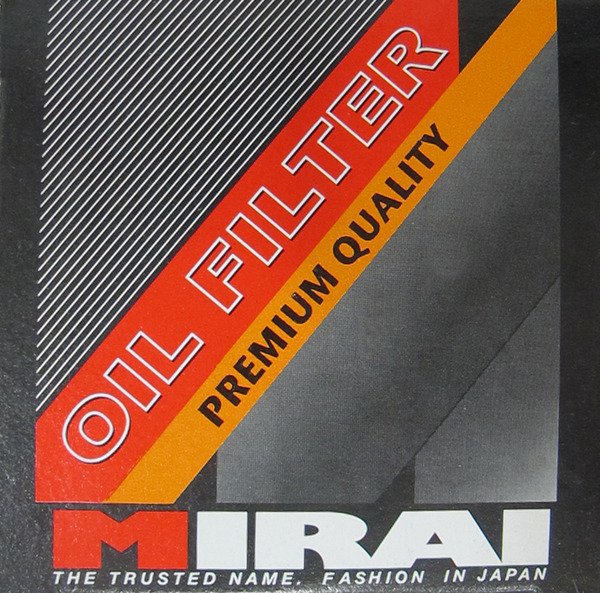 OIL FILTER
PREMIUM QUALITY
MIRAI
THE TRUSTED NAME. FASHION IN JAPAN